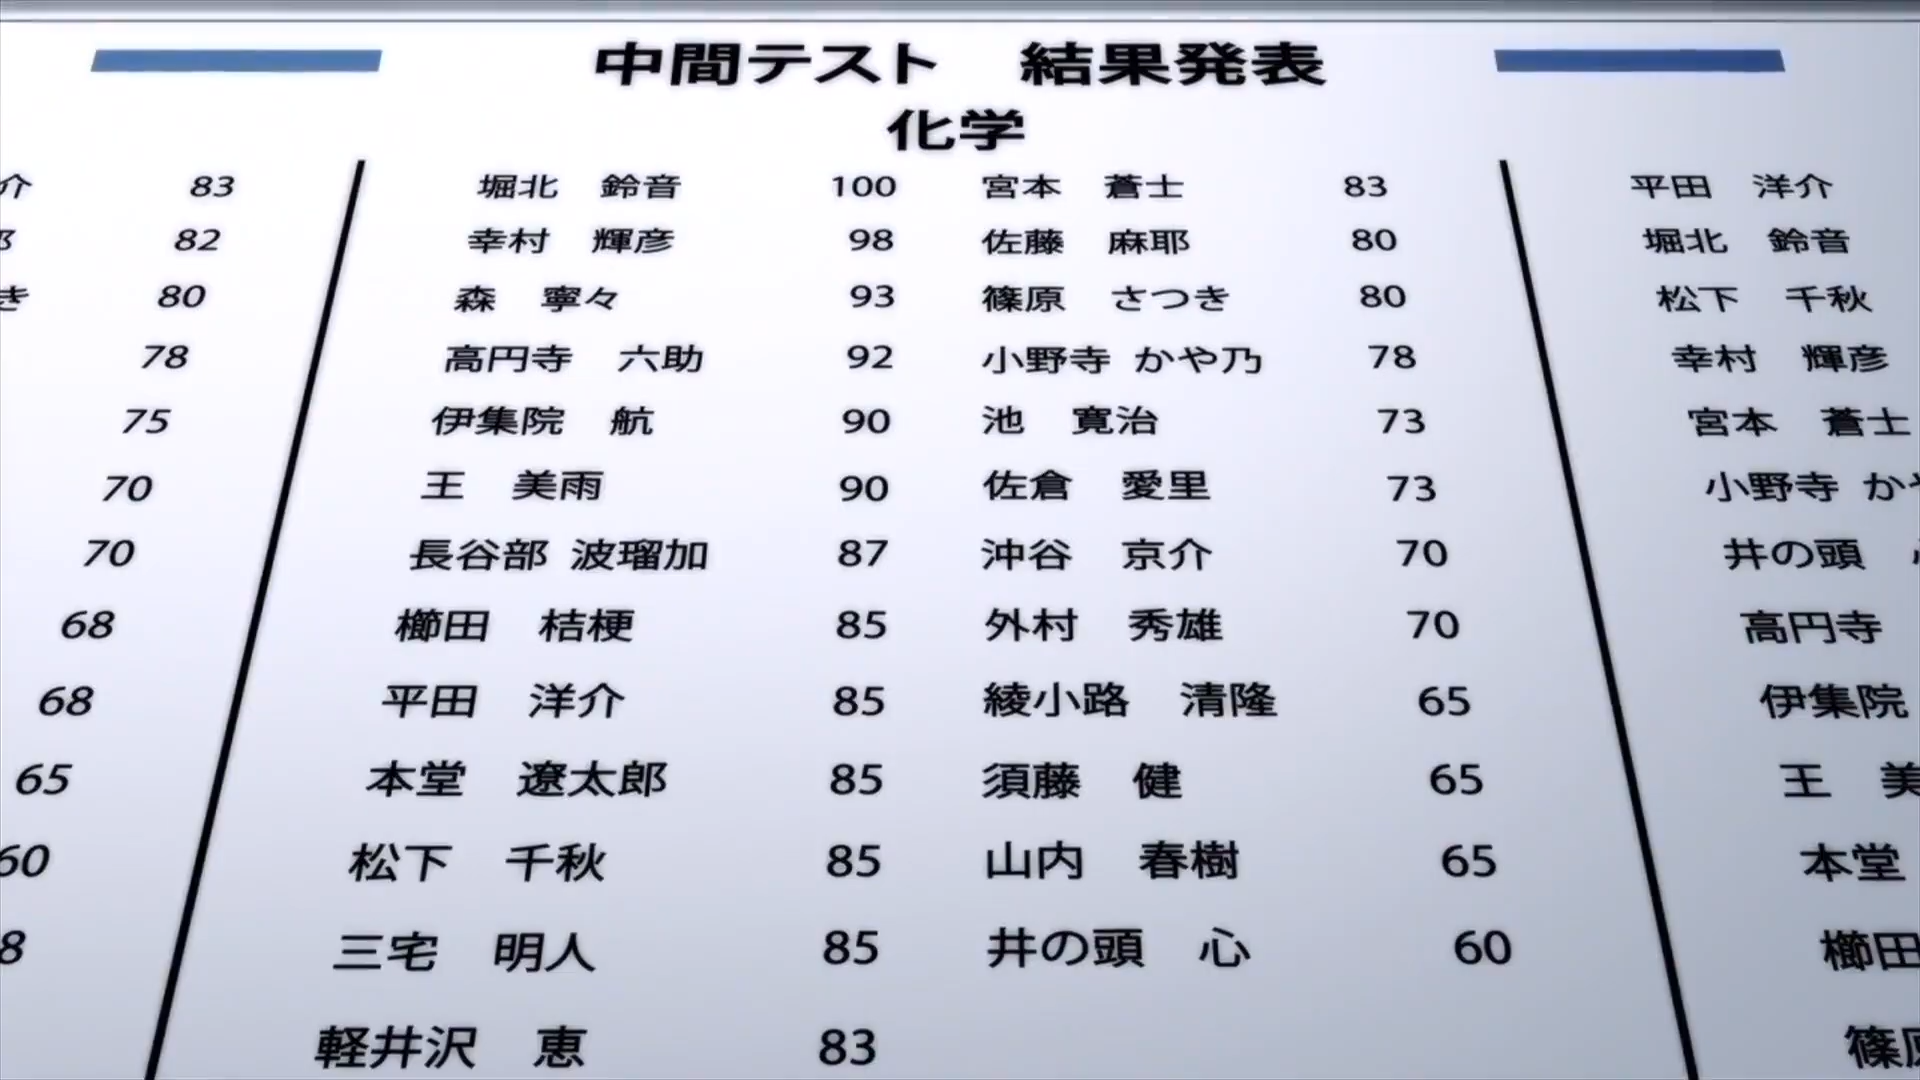 中間テスト　結果発表
化学
介 83
82
き 80
78
75
70
70
68
68
65
60
8
堀北　鈴音 100
幸村　輝彦 98
森　寧々 93
高円寺　六助 92
伊集院　航 90
王　美雨 90
長谷部 波瑠加 87
櫛田　桔梗 85
平田　洋介 85
本堂　遼太郎 85
松下　千秋 85
三宅　明人 85
軽井沢　恵 83
宮本　蒼士 83
佐藤　麻耶 80
篠原　さつき 80
小野寺 かや乃 78
池　寛治 73
佐倉　愛里 73
沖谷　京介 70
外村　秀雄 70
綾小路　清隆 65
須藤　健 65
山内　春樹 65
井の頭　心 60
平田　洋介
堀北　鈴音
松下　千秋
幸村　輝彦
宮本　蒼士
小野寺 か
井の頭
高円寺
伊集院
王　美
本堂
櫛田
篠